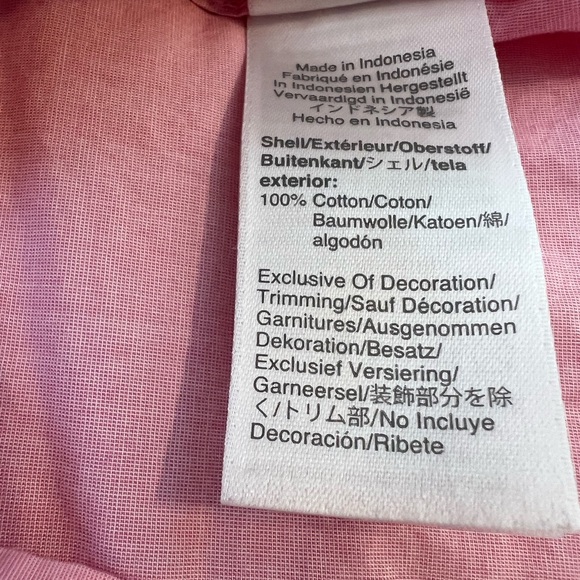 Made in Indonesia
Fabriqué en Indonésie
In Indonesien Hergestellt
Vervaardigd in Indonesië
インドネシア製
Hecho en Indonesia
Shell/Extérieur/Oberstoff/
Buitenkant/シェル/tela
exterior:
100% Cotton/Coton/
Baumwolle/Katoen/綿/
algodón
Exclusive Of Decoration/
Trimming/Sauf Décoration/
Garnitures/Ausgenommen
Dekoration/Besatz/
Exclusief Versiering/
Garneersel/装飾部分を除
く/トリム部/No Incluye
Decoración/Ribete